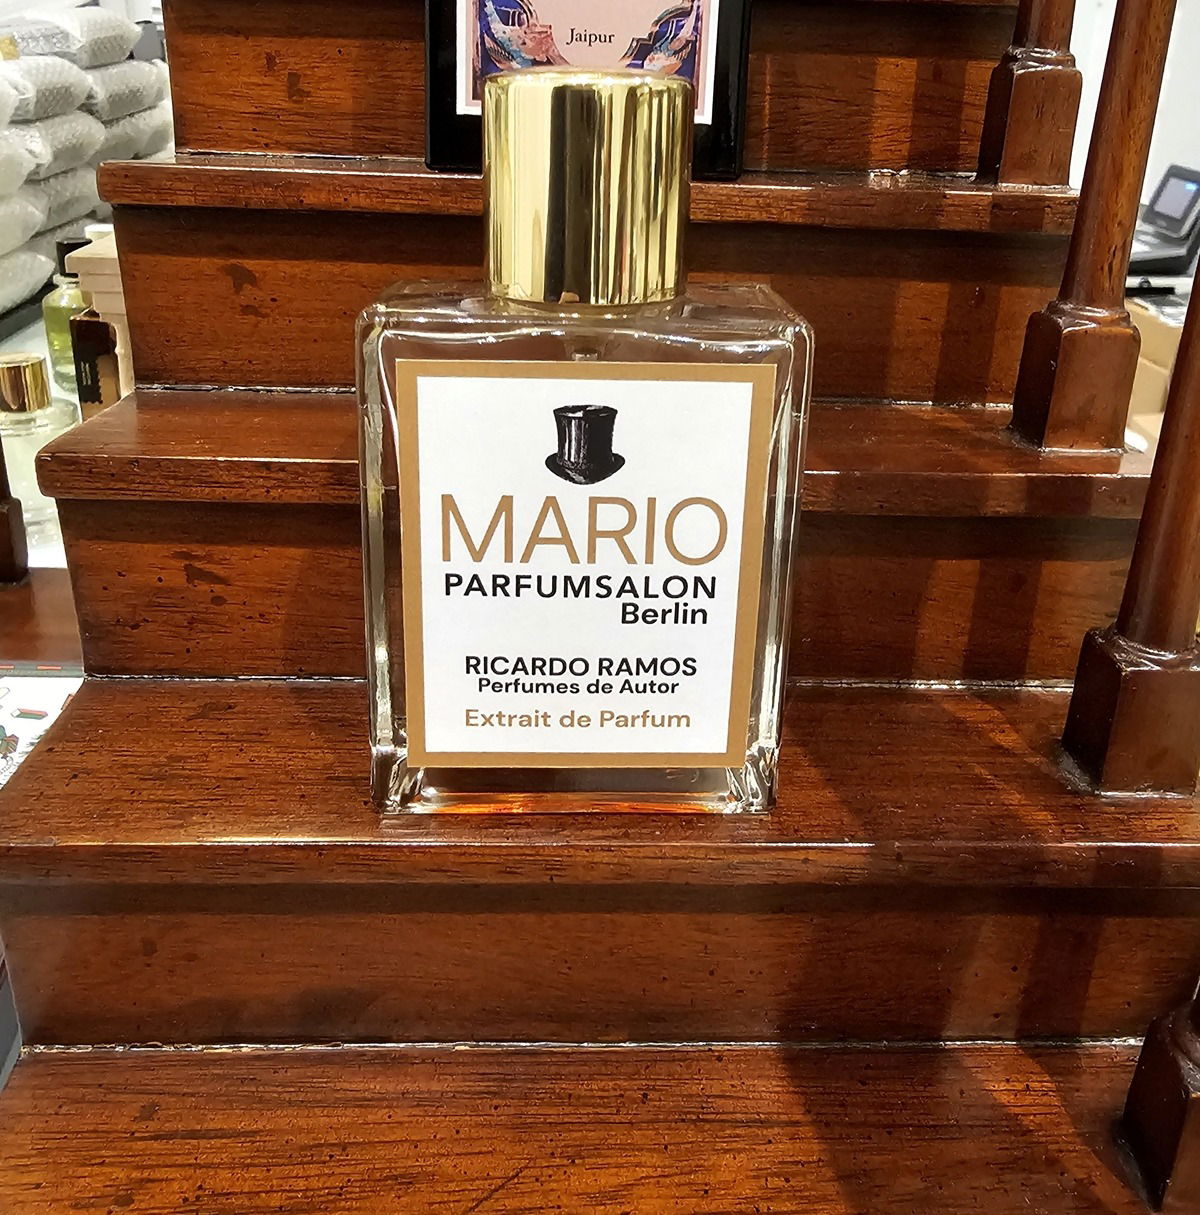 Jaipur
MARIO
PARFUMSALON
Berlin
RICARDO RAMOS
Perfumes de Autor
Extrait de Parfum